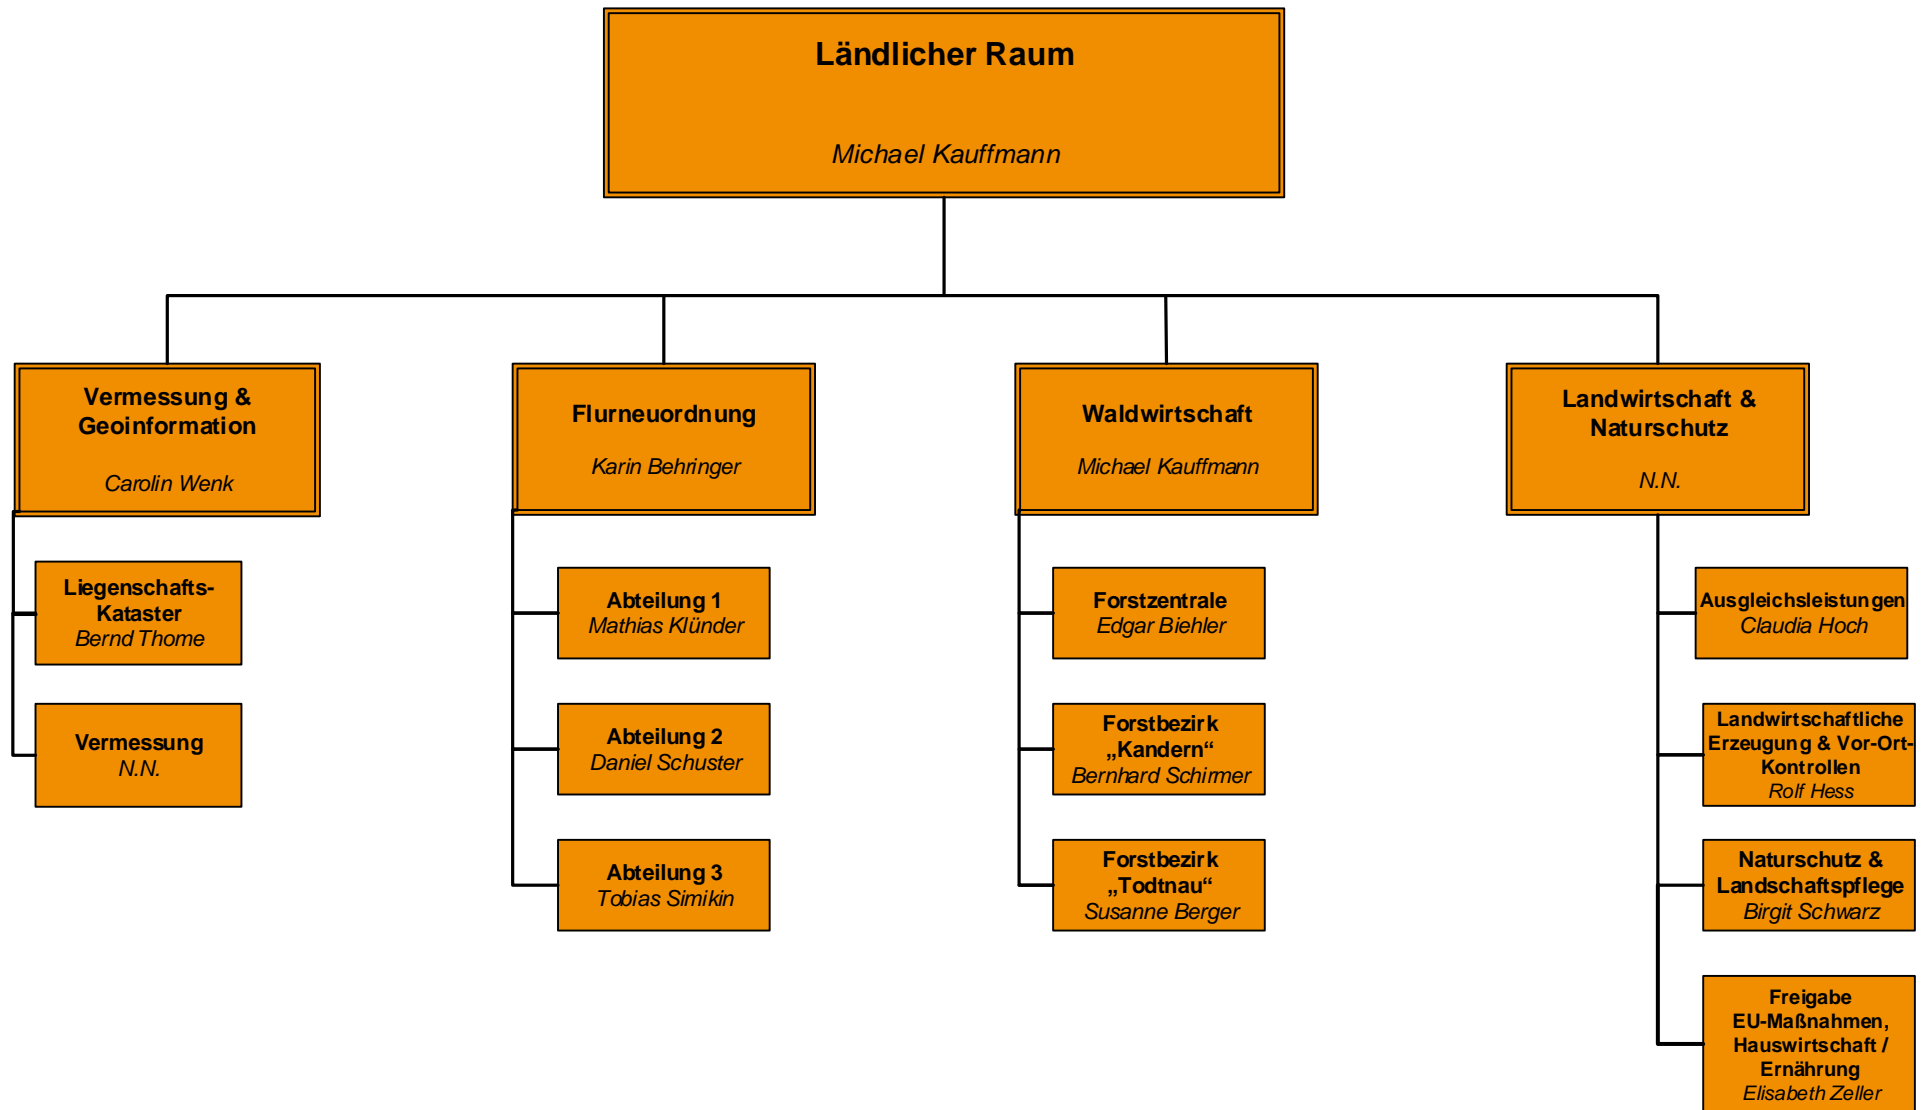 Ländlicher Raum
Michael Kauffmann
Vermessung &
Geoinformation
Carolin Wenk
Liegenschafts-
Kataster
Bernd Thome
Vermessung
N.N.
Flurneuordnung
Karin Behringer
Abteilung 1
Mathias Klünder
Abteilung 2
Daniel Schuster
Abteilung 3
Tobias Simikin
Waldwirtschaft
Michael Kauffmann
Forstzentrale
Edgar Biehler
Forstbezirk
„Kandern“
Bernhard Schirmer
Forstbezirk
„Todtnau“
Susanne Berger
Landwirtschaft &
Naturschutz
N.N.
Ausgleichsleistungen
Claudia Hoch
Landwirtschaftliche
Erzeugung & Vor-Ort-
Kontrollen
Rolf Hess
Naturschutz &
Landschaftspflege
Birgit Schwarz
Freigabe
EU-Maßnahmen,
Hauswirtschaft /
Ernährung
Elisabeth Zeller